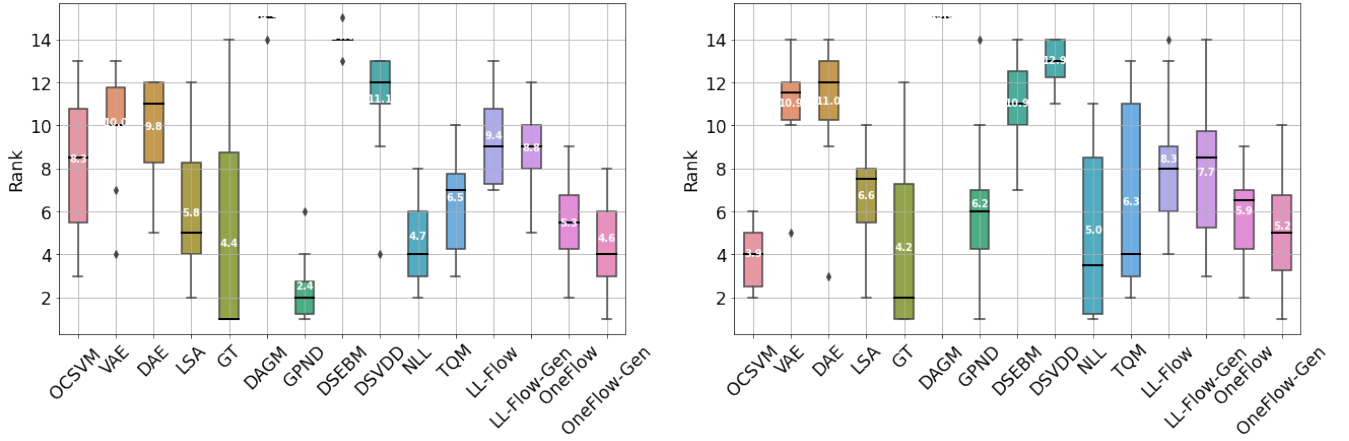 Rank
14
12
10
8
6
4
2
8.3
10.0
9.8
5.8
4.4
2.4
11.1
4.7
6.5
9.4
8.8
5.5
4.6
OCSVM
VAE
DAE
LSA
GT
DAGM
GPND
DSEBM
DSVDD
NLL
TQM
LL-Flow
LL-Flow-Gen
OneFlow
OneFlow-Gen
Rank
14
12
10
8
6
4
2
3.9
10.9
11.0
6.6
4.2
6.2
10.9
12.9
5.0
6.3
8.3
7.7
5.9
5.2
OCSVM
VAE
DAE
LSA
GT
DAGM
GPND
DSEBM
DSVDD
NLL
TQM
LL-Flow
LL-Flow-Gen
OneFlow
OneFlow-Gen